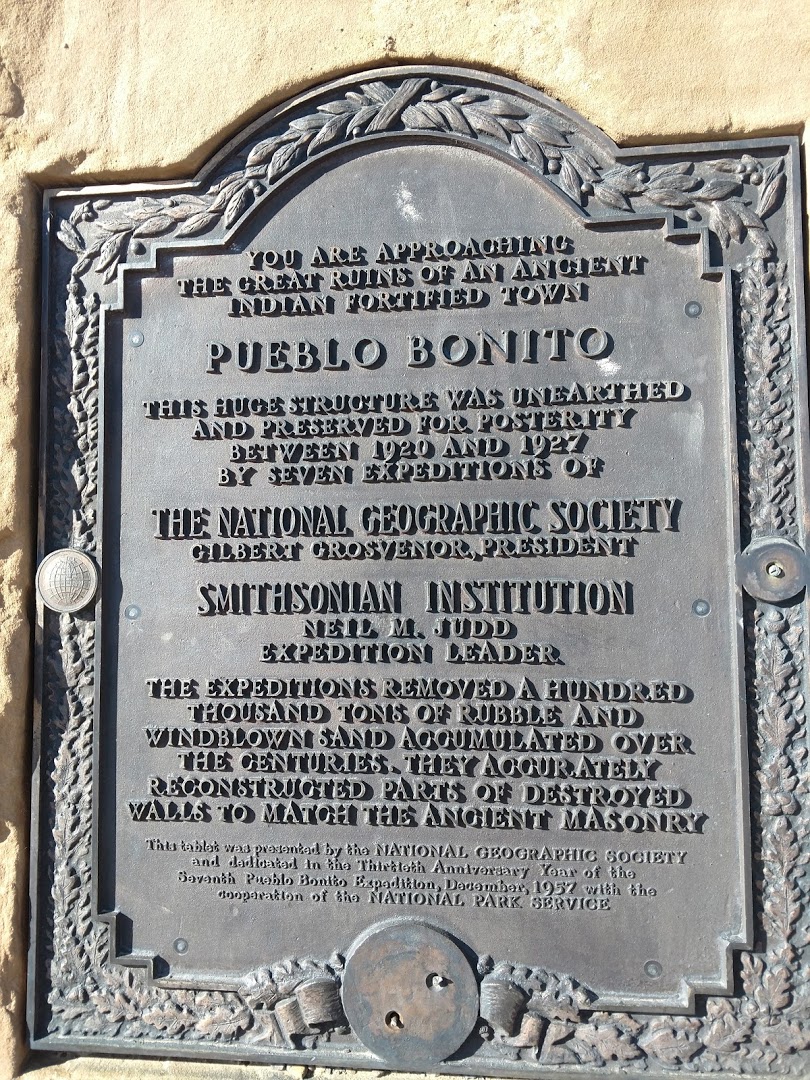 YOU ARE APPROACHING
THE GREAT RUINS OF AN ANCIENT
INDIAN FORTIFIED TOWN
PUEBLO BONITO
THIS HUGE STRUCTURE WAS UNEARTHED
AND PRESERVED FOR POSTERITY
BETWEEN 1920 AND 1927
BY SEVEN EXPEDITIONS OF
THE NATIONAL GEOGRAPHIC SOCIETY
GILBERT GROSVENOR, PRESIDENT
SMITHSONIAN INSTITUTION
NEIL M. JUDD
EXPEDITION LEADER
THE EXPEDITIONS REMOVED A HUNDRED
THOUSAND TONS OF RUBBLE AND
WINDBLOWN SAND ACCUMULATED OVER
THE CENTURIES. THEY ACCURATELY
RECONSTRUCTED PARTS OF DESTROYED
WALLS TO MATCH THE ANCIENT MASONRY
This tablet was presented by the NATIONAL GEOGRAPHIC SOCIETY
and dedicated in the Thirtieth Anniversary Year of the
Seventh Pueblo Bonito Expedition, December, 1957 with the
cooperation of the NATIONAL PARK SERVICE